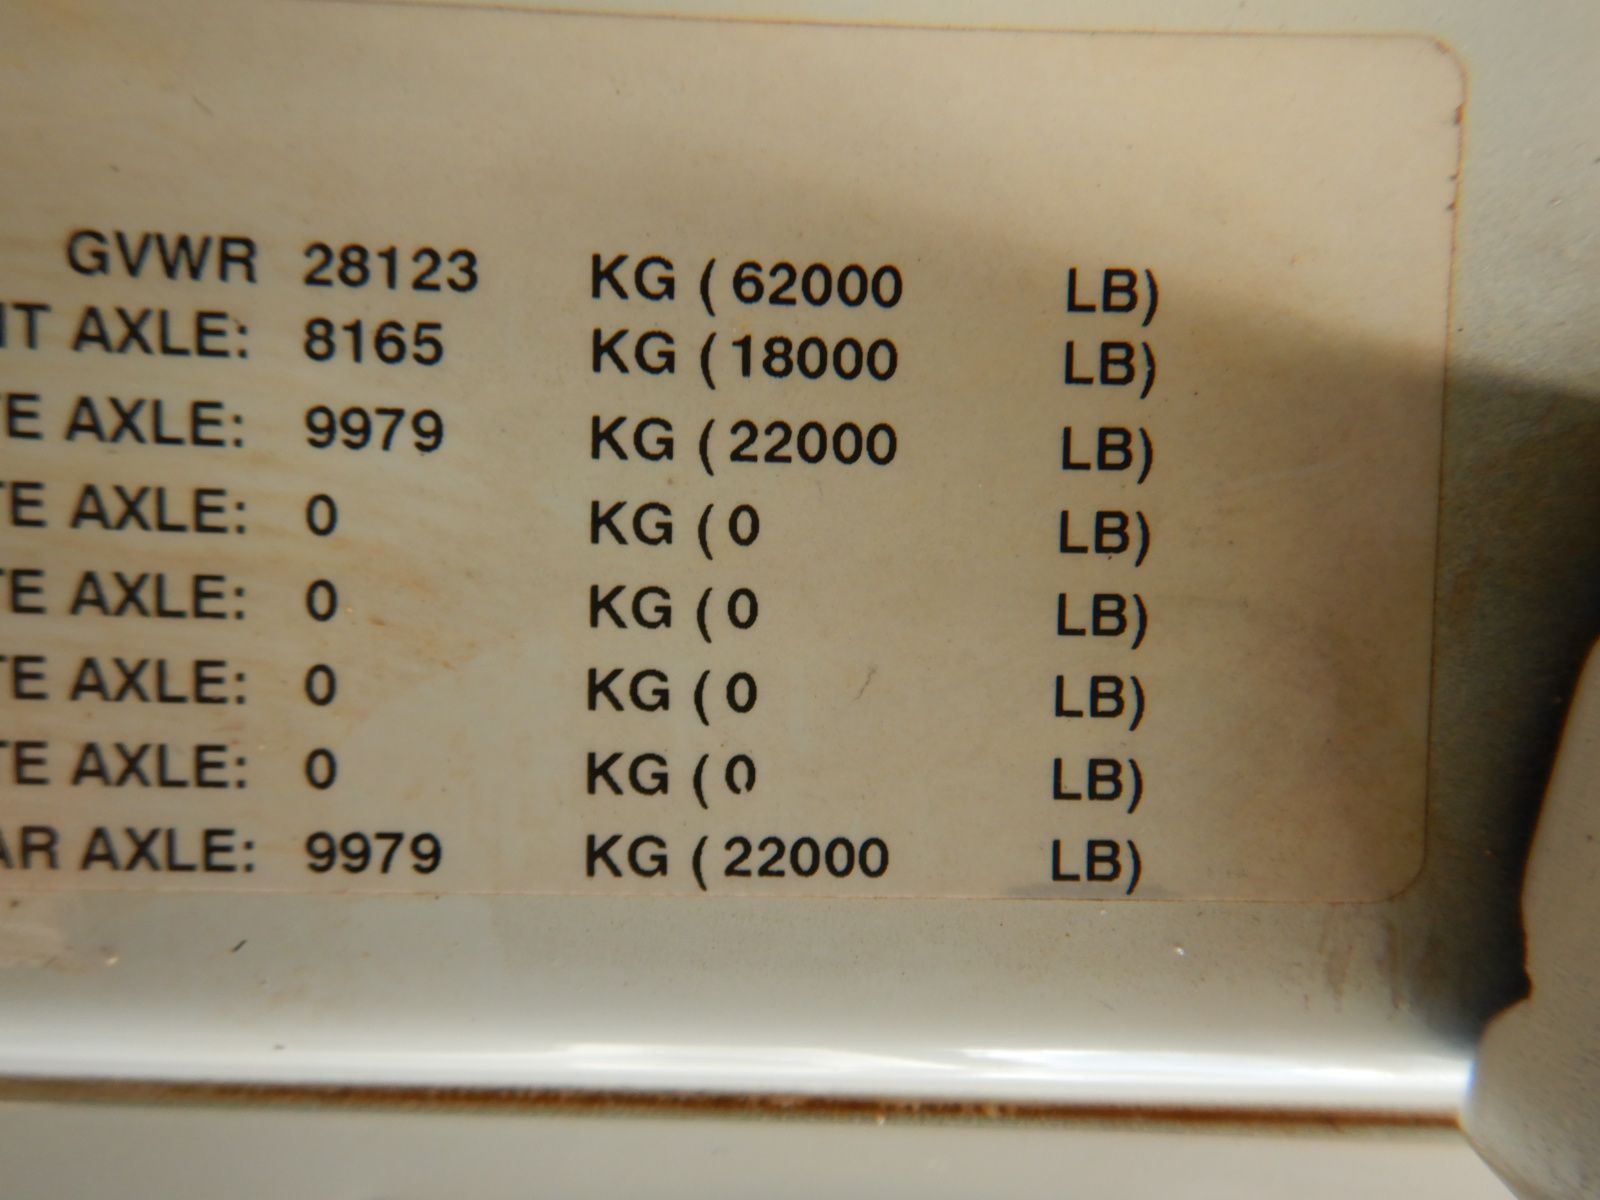 GVWR 28123 KG (62000 LB)
NT AXLE: 8165 KG (18000 LB)
TE AXLE: 9979 KG (22000 LB)
TE AXLE: 0 KG (0 LB)
TE AXLE: 0 KG (0 LB)
TE AXLE: 0 KG (0 LB)
TE AXLE: 0 KG (0 LB)
AR AXLE: 9979 KG (22000 LB)